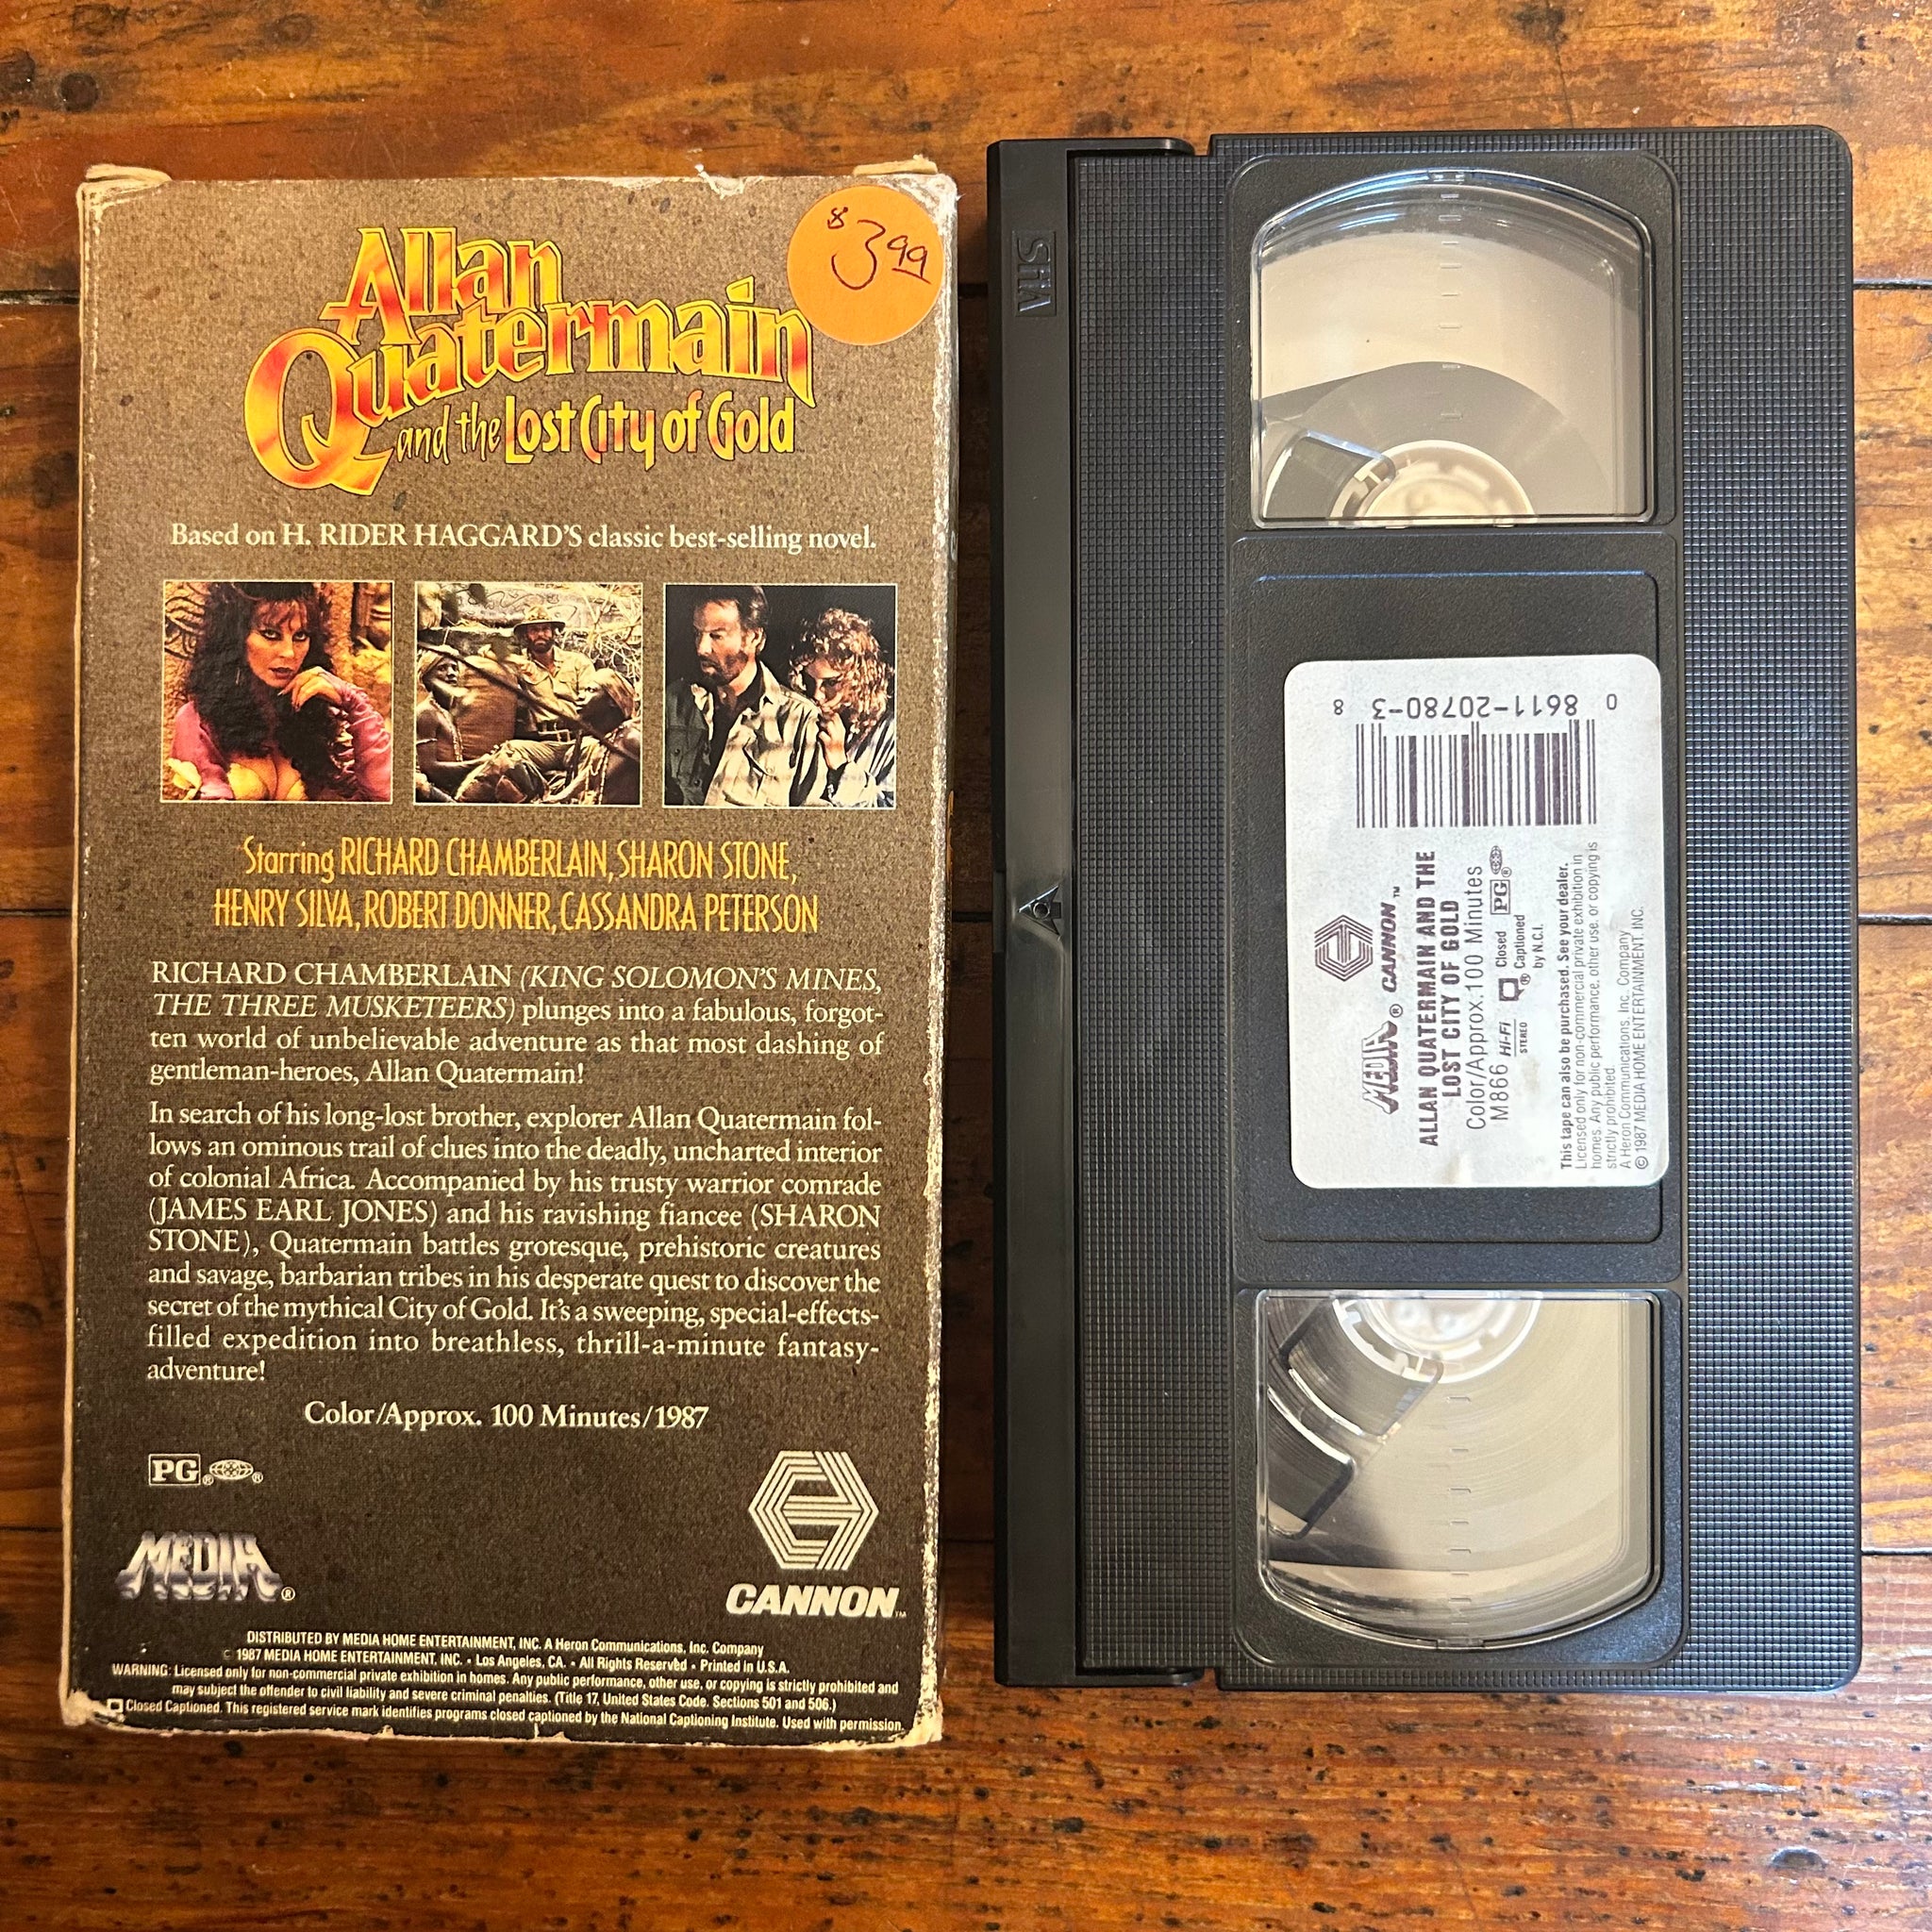 $3.99
Allan
Quatermain
and the Lost City of Gold
Based on H. RIDER HAGGARD'S classic best-selling novel.
Starring RICHARD CHAMBERLAIN, SHARON STONE,
HENRY SILVA, ROBERT DONNER, CASSANDRA PETERSON
RICHARD CHAMBERLAIN (KING SOLOMON'S MINES,
THE THREE MUSKETEERS) plunges into a fabulous, forgot-
ten world of unbelievable adventure as that most dashing of
gentleman-heroes, Allan Quatermain!
In search of his long-lost brother, explorer Allan Quatermain fol-
lows an ominous trail of clues into the deadly, uncharted interior
of colonial Africa. Accompanied by his trusty warrior comrade
(JAMES EARL JONES) and his ravishing fiancee (SHARON
STONE), Quatermain battles grotesque, prehistoric creatures
and savage, barbarian tribes in his desperate quest to discover the
secret of the mythical City of Gold. It's a sweeping, special-effects-
filled expedition into breathless, thrill-a-minute fantasy-
adventure!
Color/Approx. 100 Minutes/1987
PG®®
MEDIA®
CANNON™
DISTRIBUTED BY MEDIA HOME ENTERTAINMENT, INC. A Heron Communications, Inc. Company
© 1987 MEDIA HOME ENTERTAINMENT, INC. • Los Angeles, CA. • All Rights Reserved • Printed in U.S.A.
WARNING: Licensed only for non-commercial private exhibition in homes. Any public performance, other use, or copying is strictly prohibited and
may subject the offender to civil liability and severe criminal penalties. (Title 17, United States Code. Sections 501 and 506.)
Closed Captioned. This registered service mark identifies programs closed captioned by the National Captioning Institute. Used with permission.
VHS
0 8611-20780-3 8
MEDIA® CANNON™
ALLAN QUATERMAIN AND THE
LOST CITY OF GOLD
Color/Approx.100 Minutes
M866 Hi-Fi STEREO ® Closed Captioned by N.C.I. PG®
This tape can also be purchased. See your dealer.
Licensed only for non-commercial private exhibition in
homes. Any public performance, other use, or copying is
strictly prohibited.
A Heron Communications, Inc. Company
© 1987 MEDIA HOME ENTERTAINMENT INC.